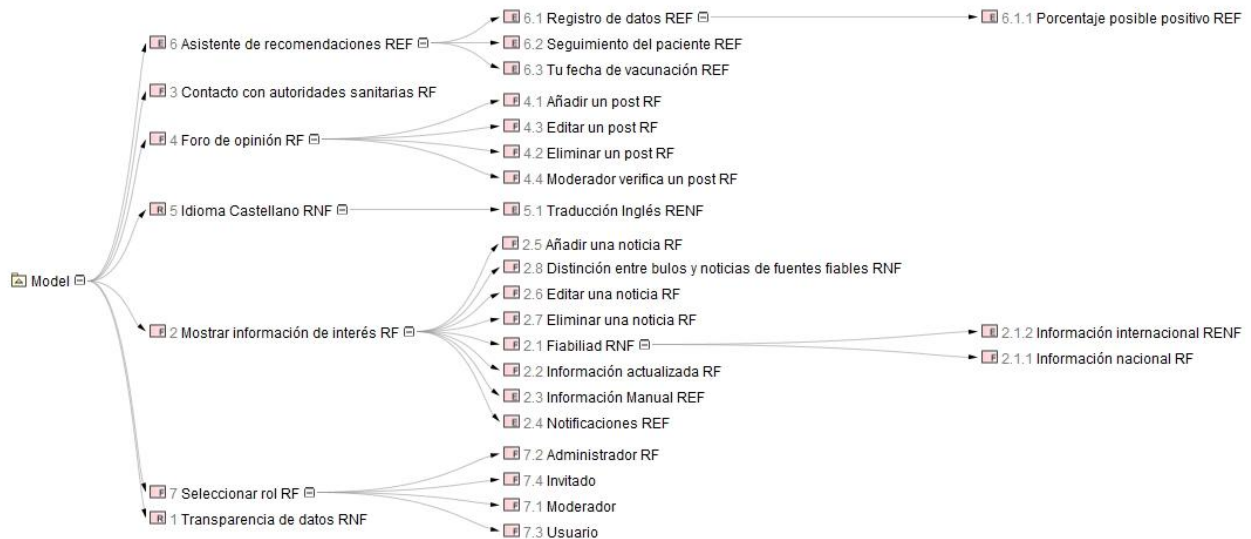 6.1 Registro de datos REF
6.1.1 Porcentaje posible positivo REF
6 Asistente de recomendaciones REF
6.2 Seguimiento del paciente REF
6.3 Tu fecha de vacunación REF
3 Contacto con autoridades sanitarias RF
4.1 Añadir un post RF
4.3 Editar un post RF
4 Foro de opinión RF
4.2 Eliminar un post RF
4.4 Moderador verifica un post RF
5 Idioma Castellano RNF
5.1 Traducción Inglés RENF
2.5 Añadir una noticia RF
2.8 Distinción entre bulos y noticias de fuentes fiables RNF
Model
2.6 Editar una noticia RF
2.7 Eliminar una noticia RF
2 Mostrar información de interés RF
2.1.2 Información internacional RENF
2.1 Fiabiliad RNF
2.1.1 Información nacional RF
2.2 Información actualizada RF
2.3 Información Manual REF
2.4 Notificaciones REF
7.2 Administrador RF
7.4 Invitado
7 Seleccionar rol RF
7.1 Moderador
1 Transparencia de datos RNF
7.3 Usuario